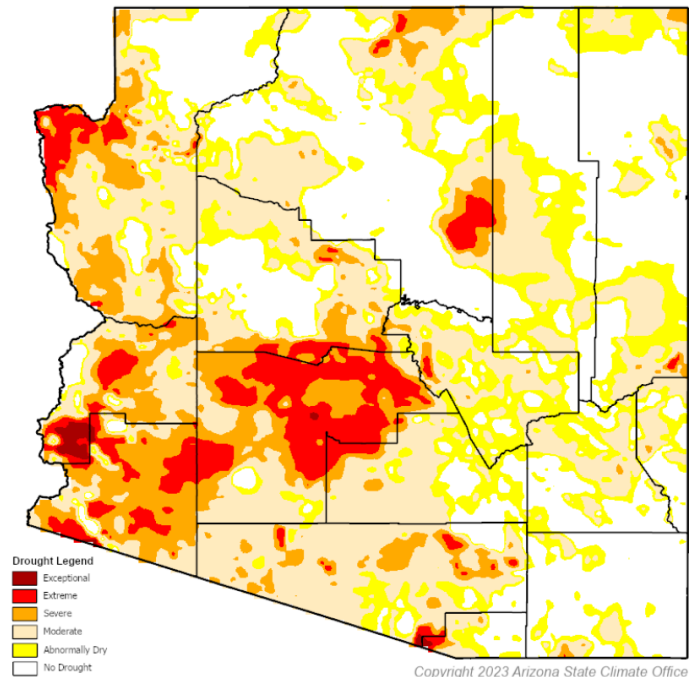 Drought Legend
Exceptional
Extreme
Severe
Moderate
Abnormally Dry
No Drought
Copyright 2023 Arizona State Climate Office